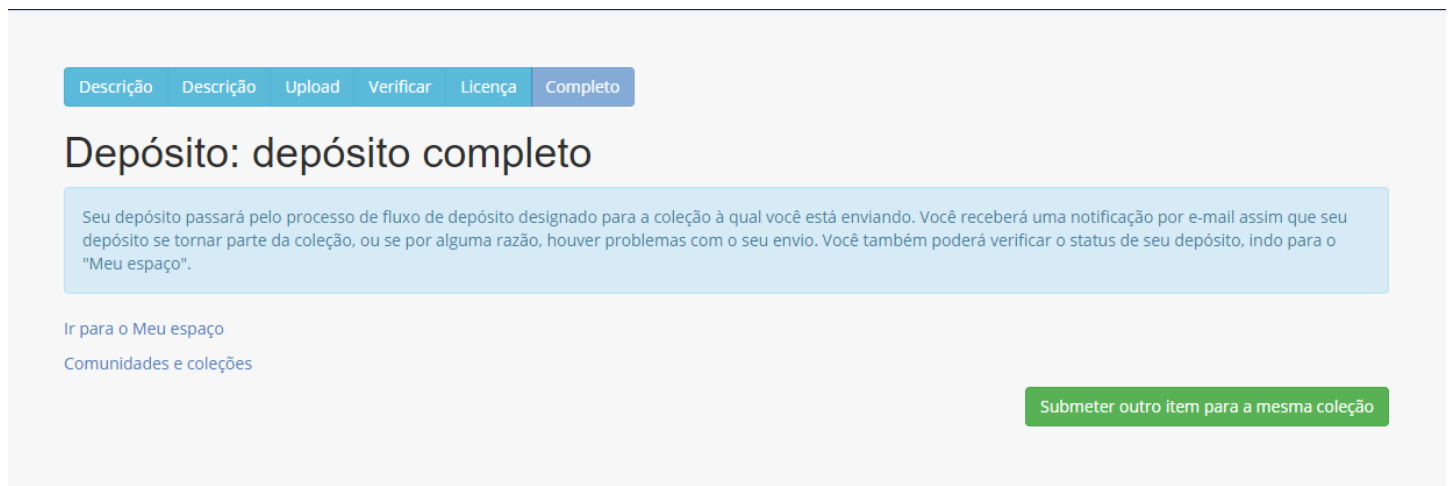 Descrição Descrição Upload Verificar Licença Completo
Depósito: depósito completo
Seu depósito passará pelo processo de fluxo de depósito designado para a coleção à qual você está enviando. Você receberá uma notificação por e-mail assim que seu
depósito se tornar parte da coleção, ou se por alguma razão, houver problemas com o seu envio. Você também poderá verificar o status de seu depósito, indo para o
"Meu espaço".
Ir para o Meu espaço
Comunidades e coleções
Submeter outro item para a mesma coleção